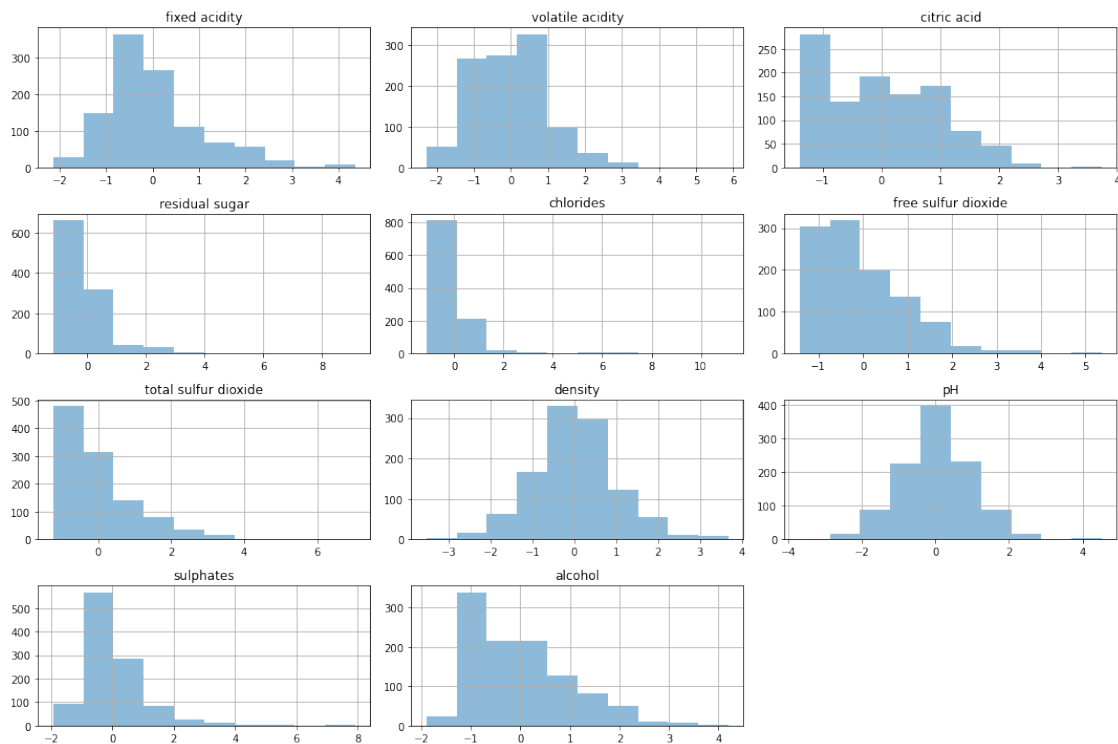 fixed acidity
300
200
100
0
−2 −1 0 1 2 3 4
volatile acidity
300
200
100
0
−2 −1 0 1 2 3 4 5 6
citric acid
250
200
150
100
50
0
−1 0 1 2 3 4
residual sugar
600
400
200
0
0 2 4 6 8
chlorides
800
600
400
200
0
0 2 4 6 8 10
free sulfur dioxide
300
200
100
0
−1 0 1 2 3 4 5
total sulfur dioxide
500
400
300
200
100
0
0 2 4 6
density
300
200
100
0
−3 −2 −1 0 1 2 3 4
pH
400
300
200
100
0
−4 −2 0 2 4
sulphates
500
400
300
200
100
0
−2 0 2 4 6 8
alcohol
300
200
100
0
−2 −1 0 1 2 3 4